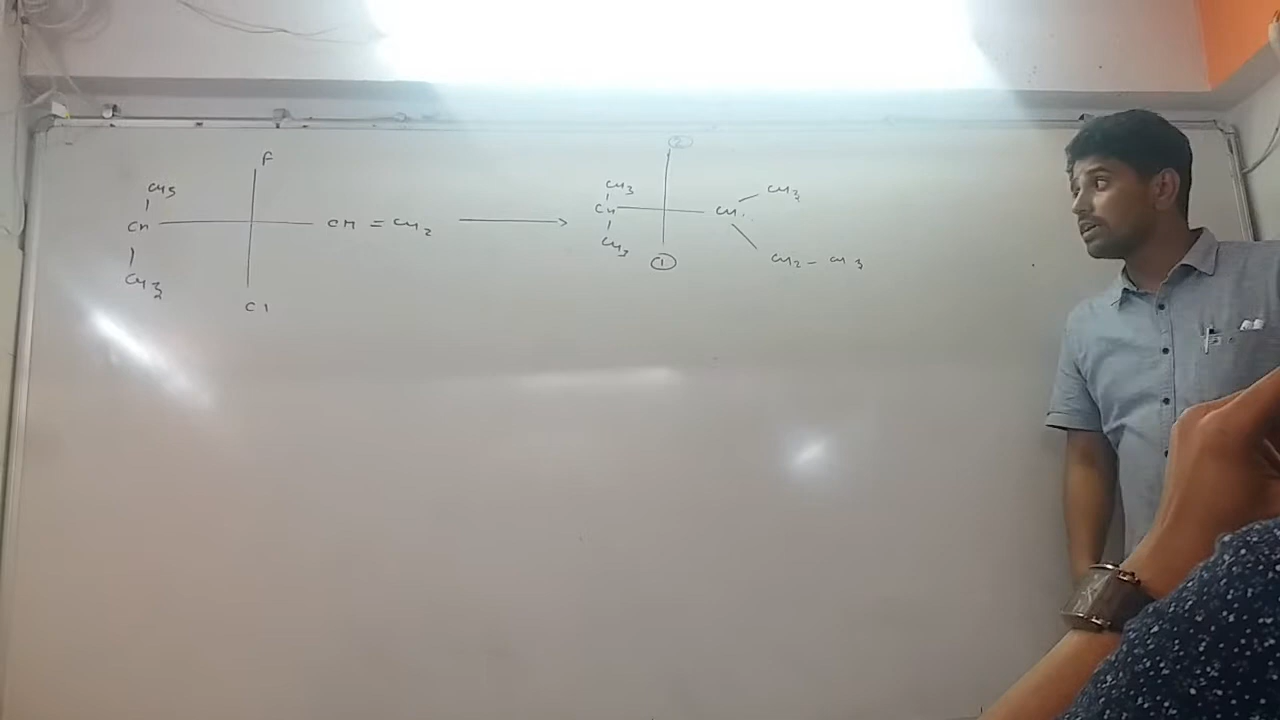 F
CH3
CH CH = CH2
CH3
Cl
②
CH3 CH3
CH CH
CH3 CH2 - CH3
①